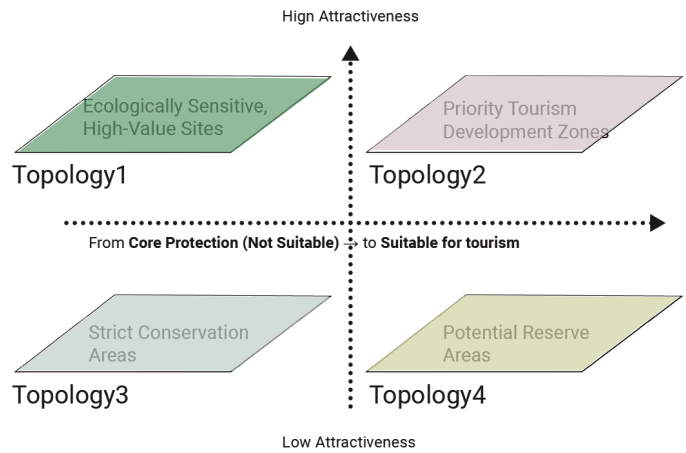 Hign Attractiveness
Ecologically Sensitive,
High-Value Sites
Topology1
Priority Tourism
Development Zones
Topology2
From Core Protection (Not Suitable) → to Suitable for tourism
Strict Conservation
Areas
Topology3
Potential Reserve
Areas
Topology4
Low Attractiveness